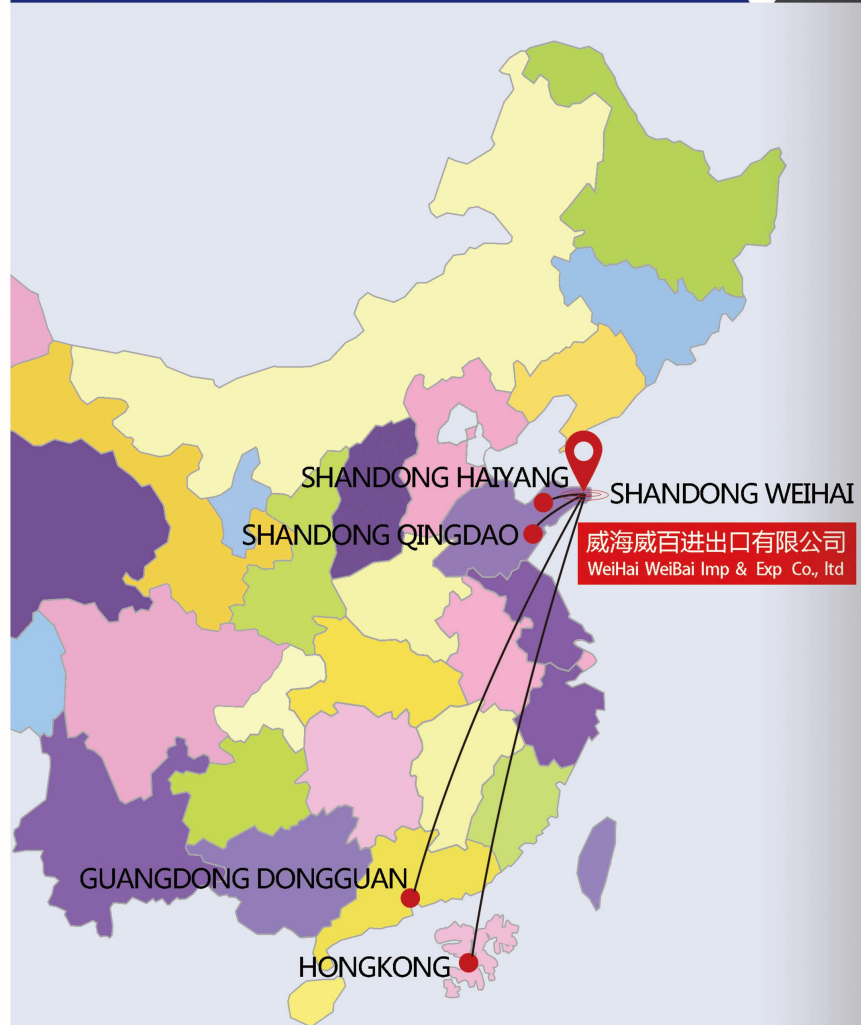 SHANDONG HAIYANG
SHANDONG WEIHAI
SHANDONG QINGDAO
威海威百进出口有限公司
WeiHai WeiBai Imp & Exp Co., ltd
GUANGDONG DONGGUAN
HONGKONG